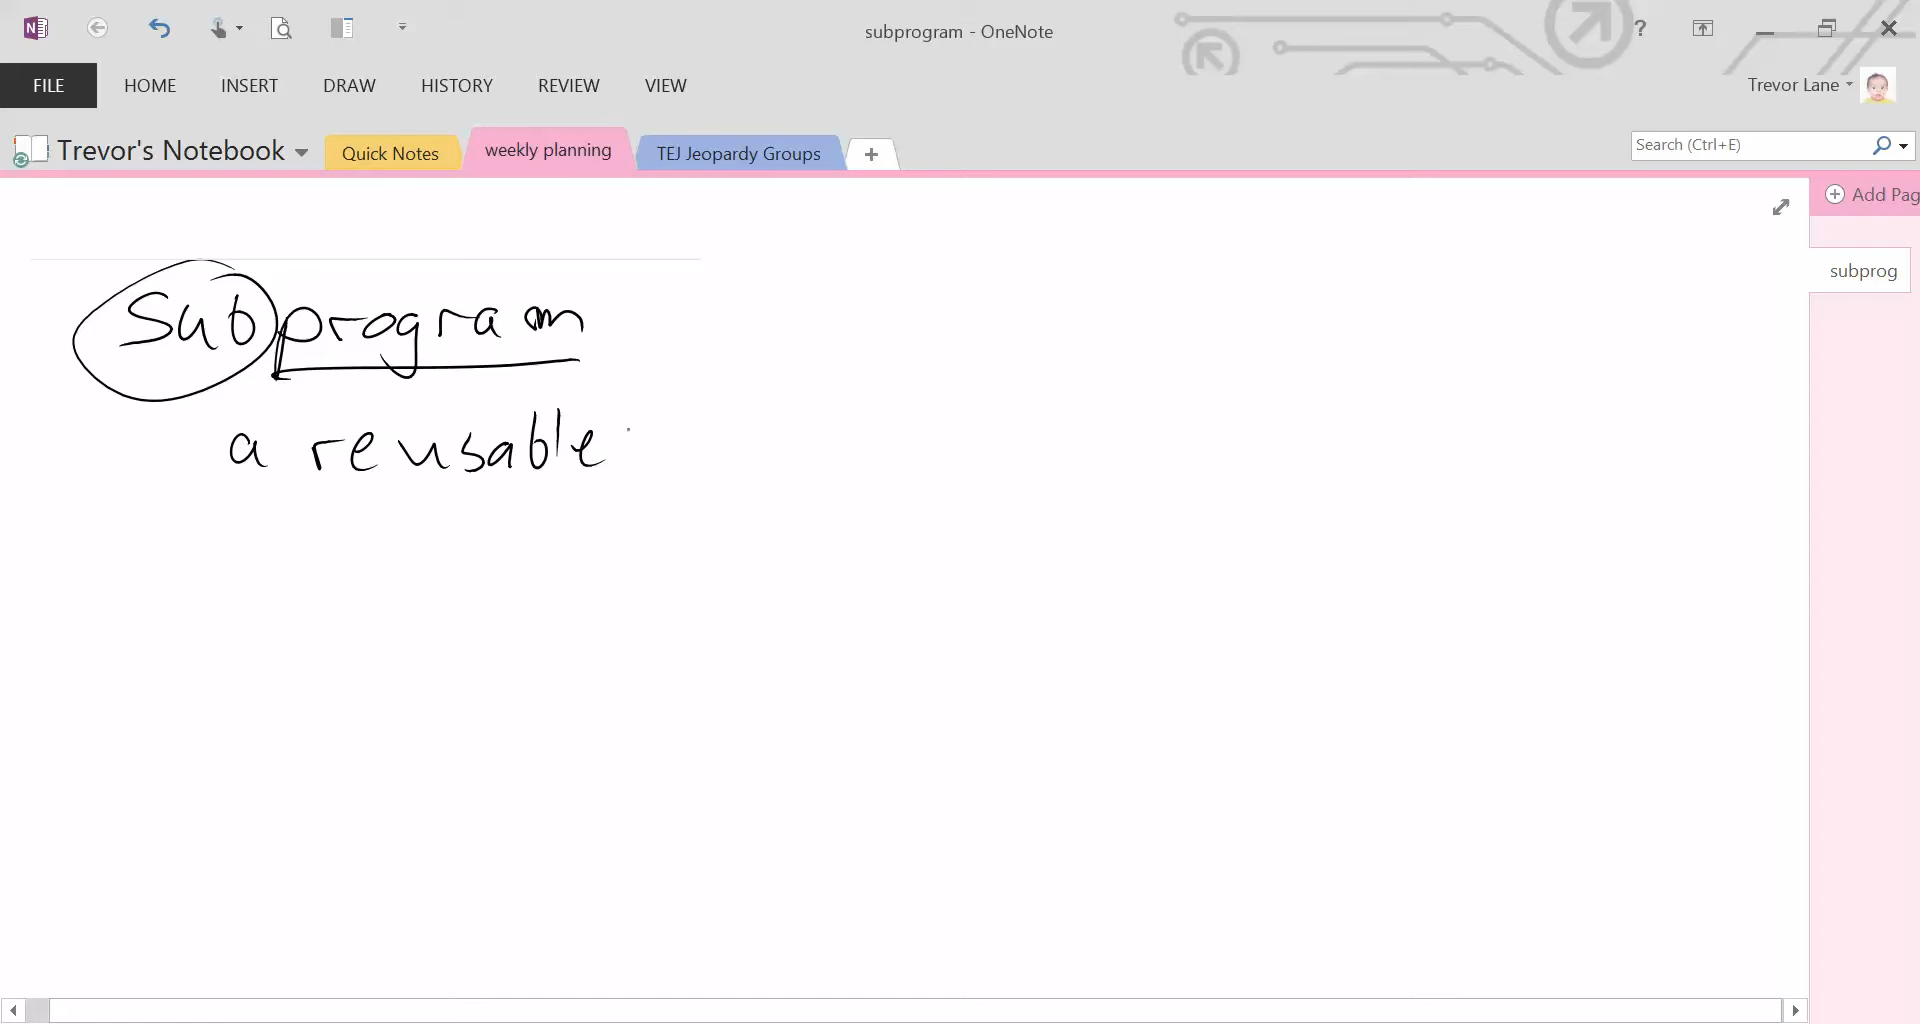 subprogram - OneNote
?
FILE HOME INSERT DRAW HISTORY REVIEW VIEW
Trevor Lane
Trevor's Notebook Quick Notes weekly planning TEJ Jeopardy Groups +
Search (Ctrl+E)
Add Pag
subprog
Subprogram
a reusable